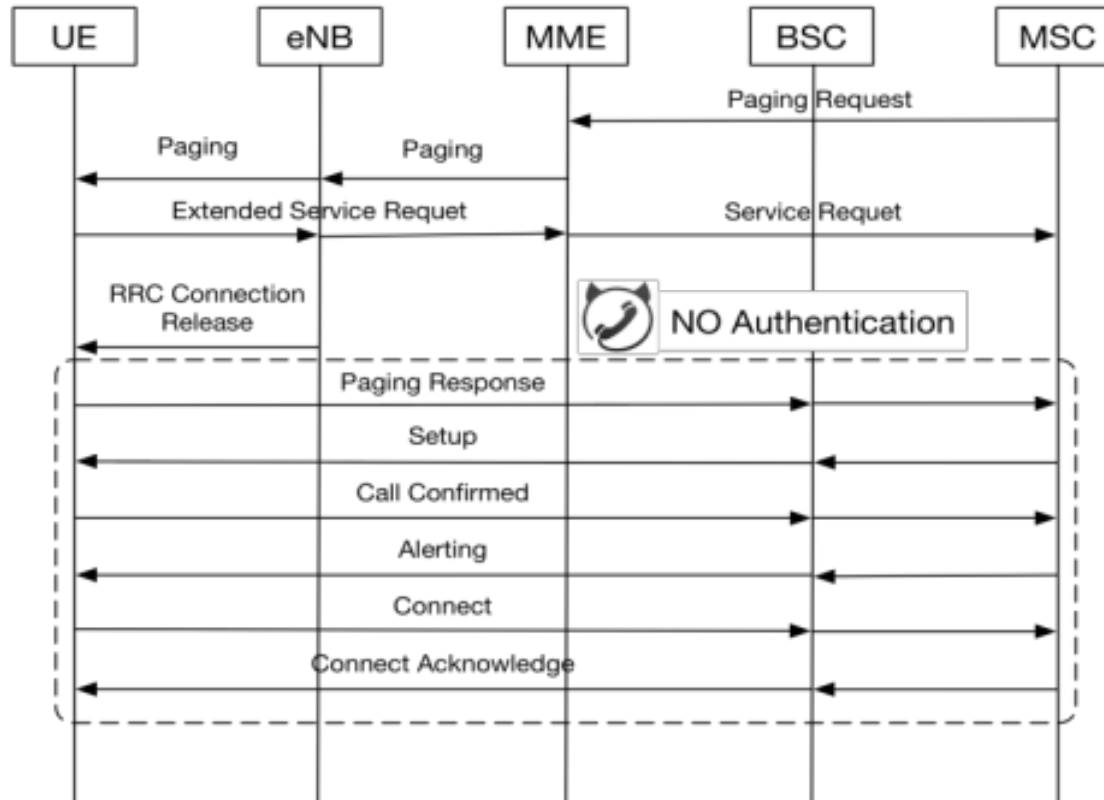 UE eNB MME BSC MSC
Paging Request
Paging Paging
Extended Service Requet Service Requet
RRC Connection
Release
NO Authentication
Paging Response
Setup
Call Confirmed
Alerting
Connect
Connect Acknowledge